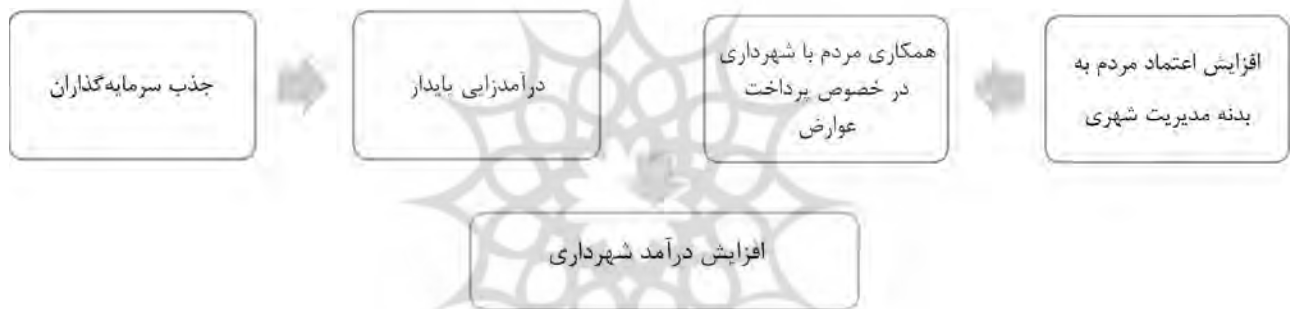 افزایش اعتماد مردم به
بدنه مدیریت شهری
همکاری مردم با شهرداری
در خصوص پرداخت
عوارض
درآمدزایی پایدار
جذب سرمایه‌گذاران
افزایش درآمد شهرداری